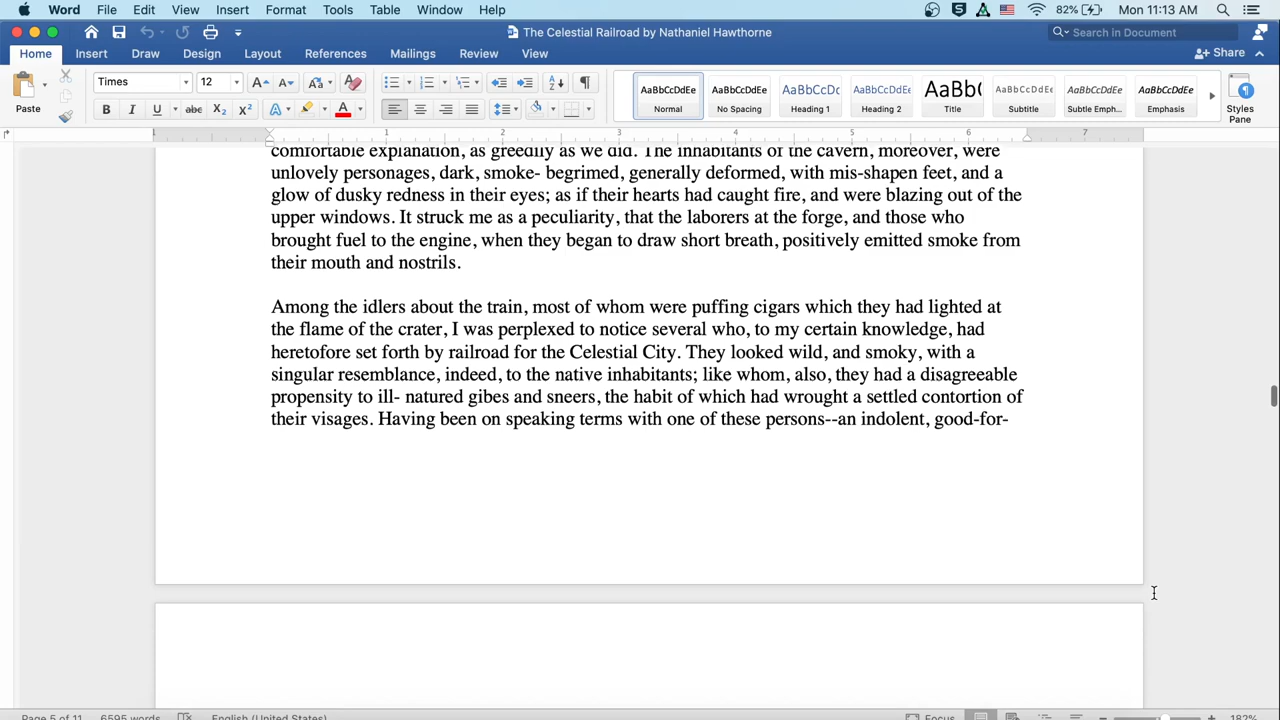 Word File Edit View Insert Format Tools Table Window Help 82% Mon 11:13 AM
The Celestial Railroad by Nathaniel Hawthorne Search in Document
Home Insert Draw Design Layout References Mailings Review View Share
Paste Times 12 AaBbCcDdEe AaBbCcDdEe AaBbCcDc AaBbCcDdEe AaBb( AaBbCcDdEe AaBbCcDdEe AaBbCcDdEe
B I U abc X₂ X² A A Normal No Spacing Heading 1 Heading 2 Title Subtitle Subtle Emph... Emphasis Styles Pane
1 1 2 3 4 5 6 7
comfortable explanation, as greedily as we did. The inhabitants of the cavern, moreover, were
unlovely personages, dark, smoke- begrimed, generally deformed, with mis-shapen feet, and a
glow of dusky redness in their eyes; as if their hearts had caught fire, and were blazing out of the
upper windows. It struck me as a peculiarity, that the laborers at the forge, and those who
brought fuel to the engine, when they began to draw short breath, positively emitted smoke from
their mouth and nostrils.
Among the idlers about the train, most of whom were puffing cigars which they had lighted at
the flame of the crater, I was perplexed to notice several who, to my certain knowledge, had
heretofore set forth by railroad for the Celestial City. They looked wild, and smoky, with a
singular resemblance, indeed, to the native inhabitants; like whom, also, they had a disagreeable
propensity to ill- natured gibes and sneers, the habit of which had wrought a settled contortion of
their visages. Having been on speaking terms with one of these persons--an indolent, good-for-
Page 5 of 11 6595 words English (United States) Focus 182%